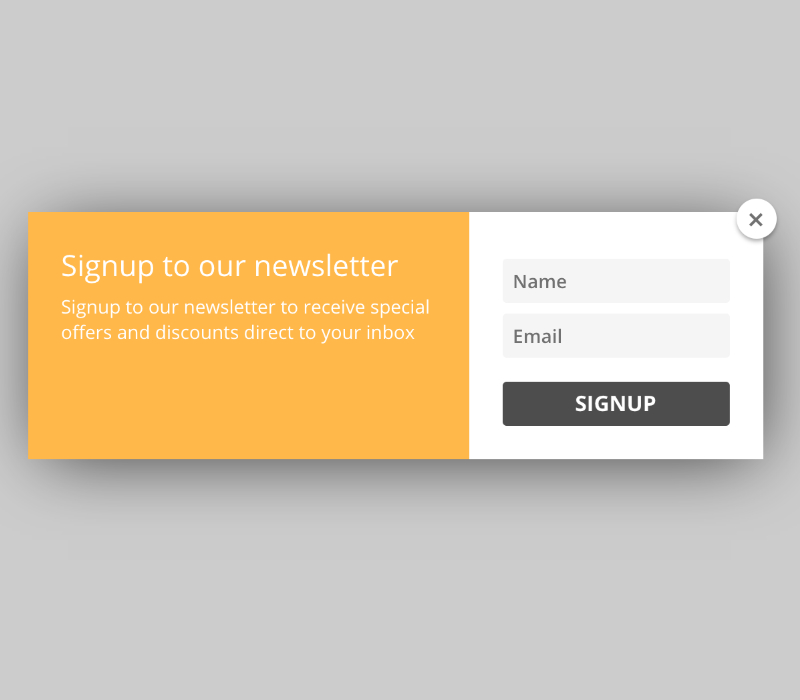 Signup to our newsletter
Signup to our newsletter to receive special
offers and discounts direct to your inbox
Name
Email
SIGNUP